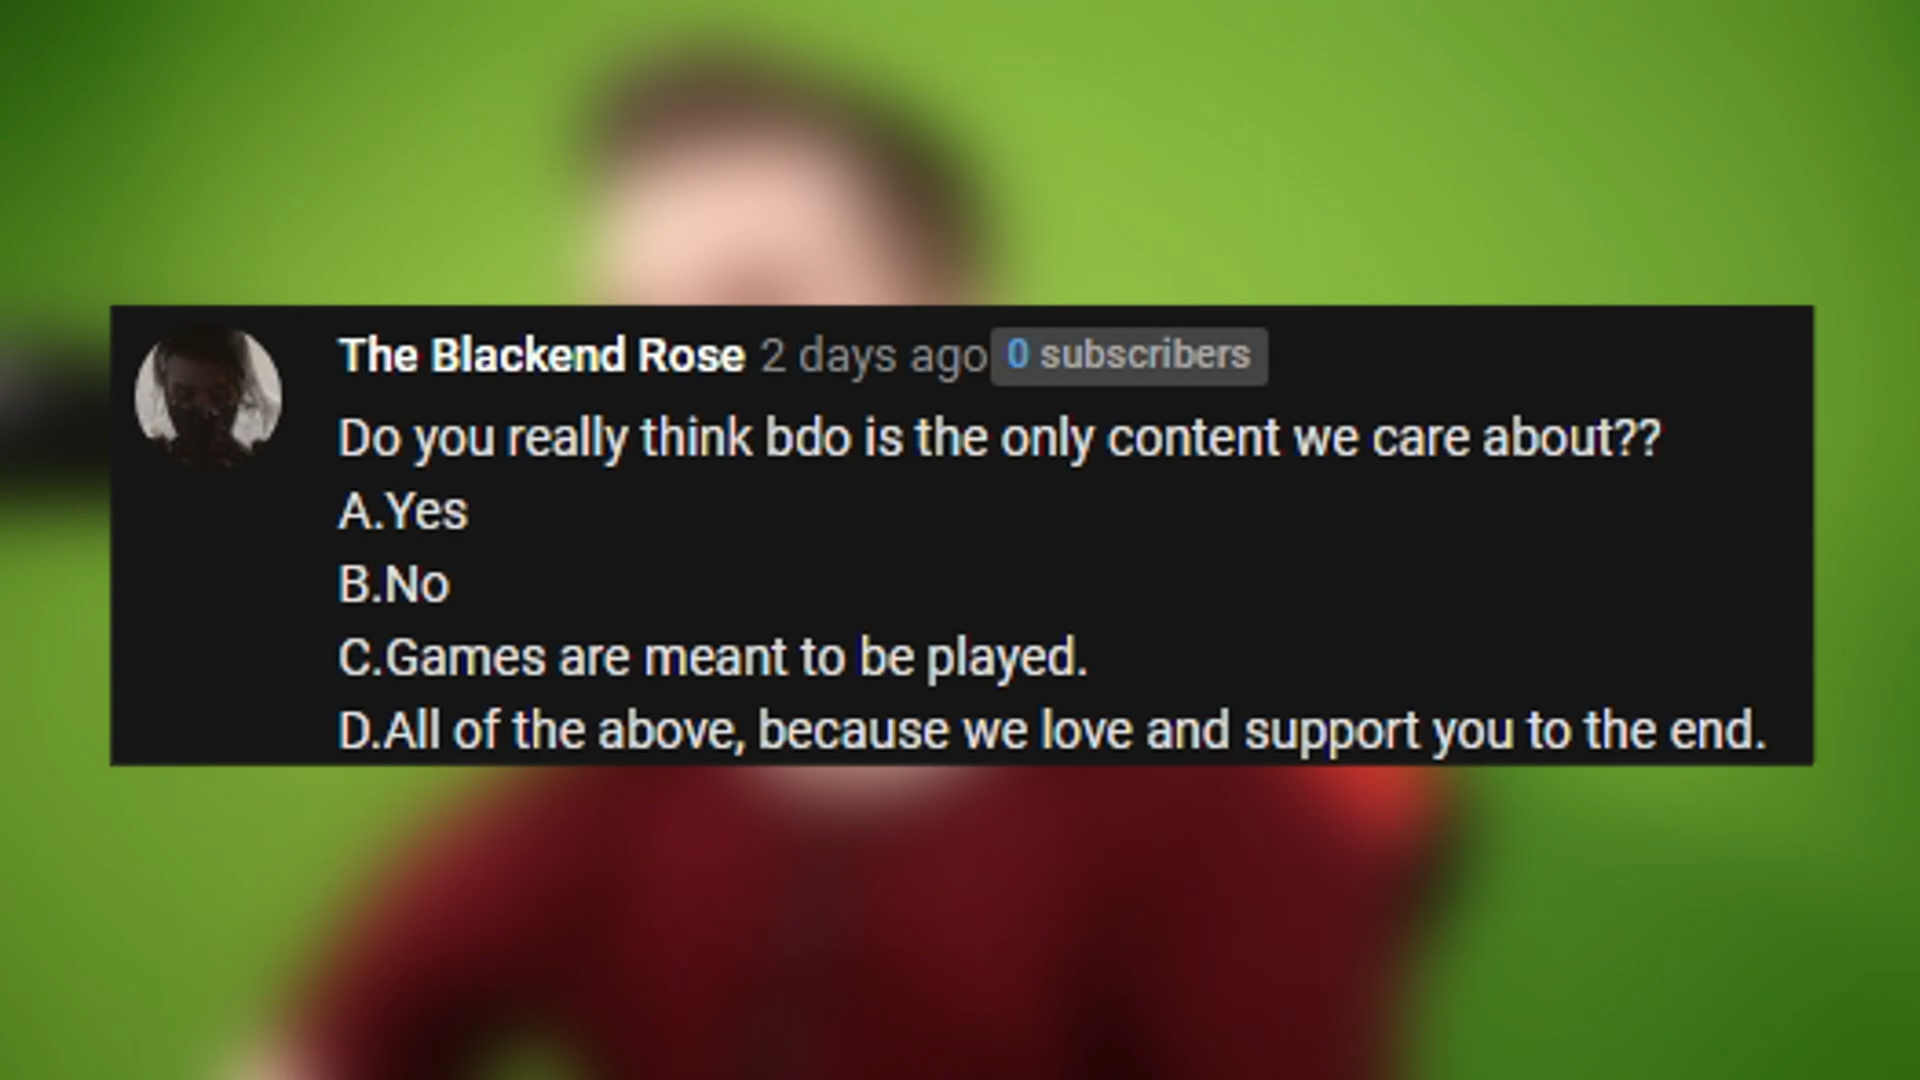 The Blackend Rose 2 days ago 0 subscribers
Do you really think bdo is the only content we care about??
A.Yes
B.No
C.Games are meant to be played.
D.All of the above, because we love and support you to the end.